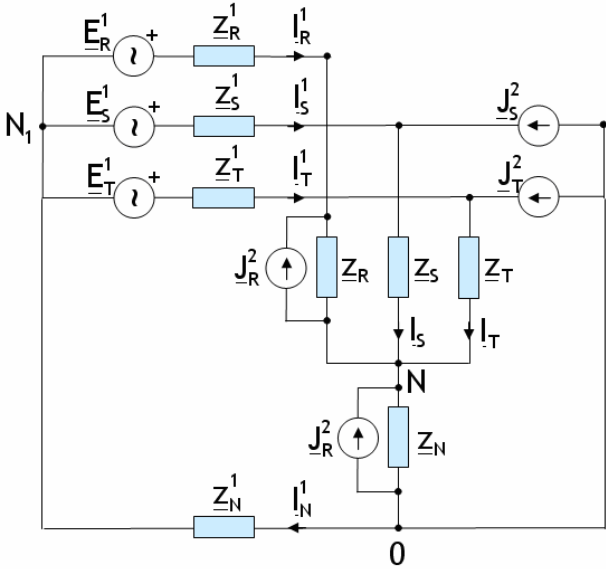 E_R^1 + Z_R^1 I_R^1
E_S^1 + Z_S^1 I_S^1 J_S^2
N_1
E_T^1 + Z_T^1 I_T^1 J_T^2
J_R^2 Z_R Z_S Z_T
I_S I_T
N
J_R^2 Z_N
Z_N^1 I_N^1
0